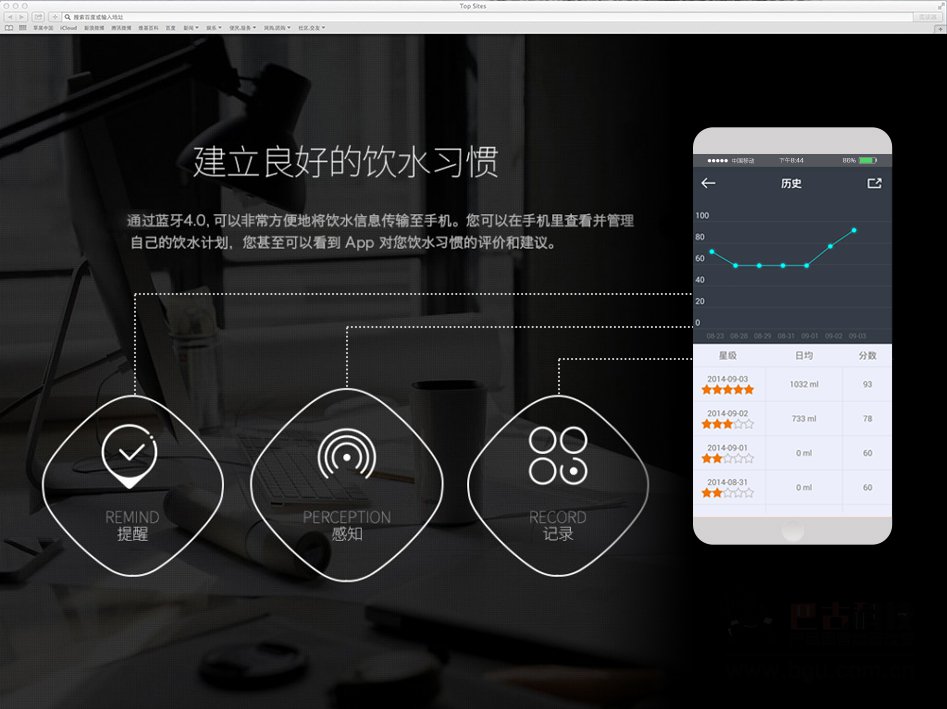 Top Sites
搜索百度或输入地址
阅读器
苹果中国 iCloud 新浪微博 腾讯微博 维基百科 百度 新闻 娱乐 便民服务 网购/团购 社区交友
建立良好的饮水习惯
通过蓝牙4.0, 可以非常方便地将饮水信息传输至手机。您可以在手机里查看并管理
自己的饮水计划，您甚至可以看到 App 对您饮水习惯的评价和建议。
REMIND
提醒
PERCEPTION
感知
RECORD
记录
中国移动 下午8:44 86%
历史
100
80
60
40
20
0
08-23 08-28 08-29 08-31 09-01 09-02 09-03
星级 日均 分数
2014-09-03 1032 ml 93
2014-09-02 733 ml 78
2014-09-01 0 ml 60
2014-08-31 0 ml 60